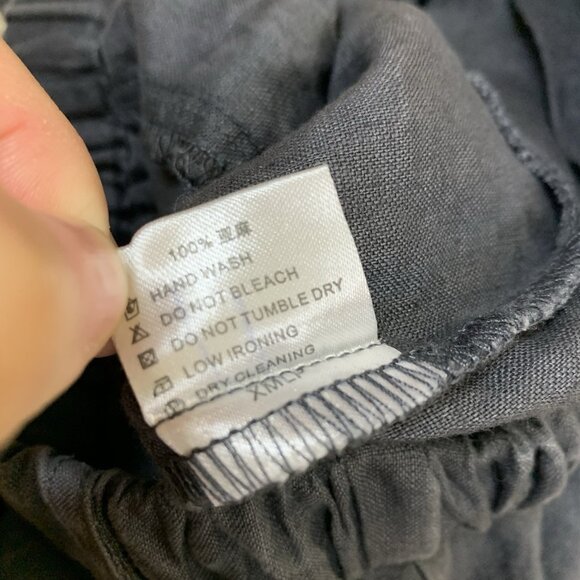 100% 亚麻
HAND WASH
DO NOT BLEACH
DO NOT TUMBLE DRY
LOW IRONING
DRY CLEANING